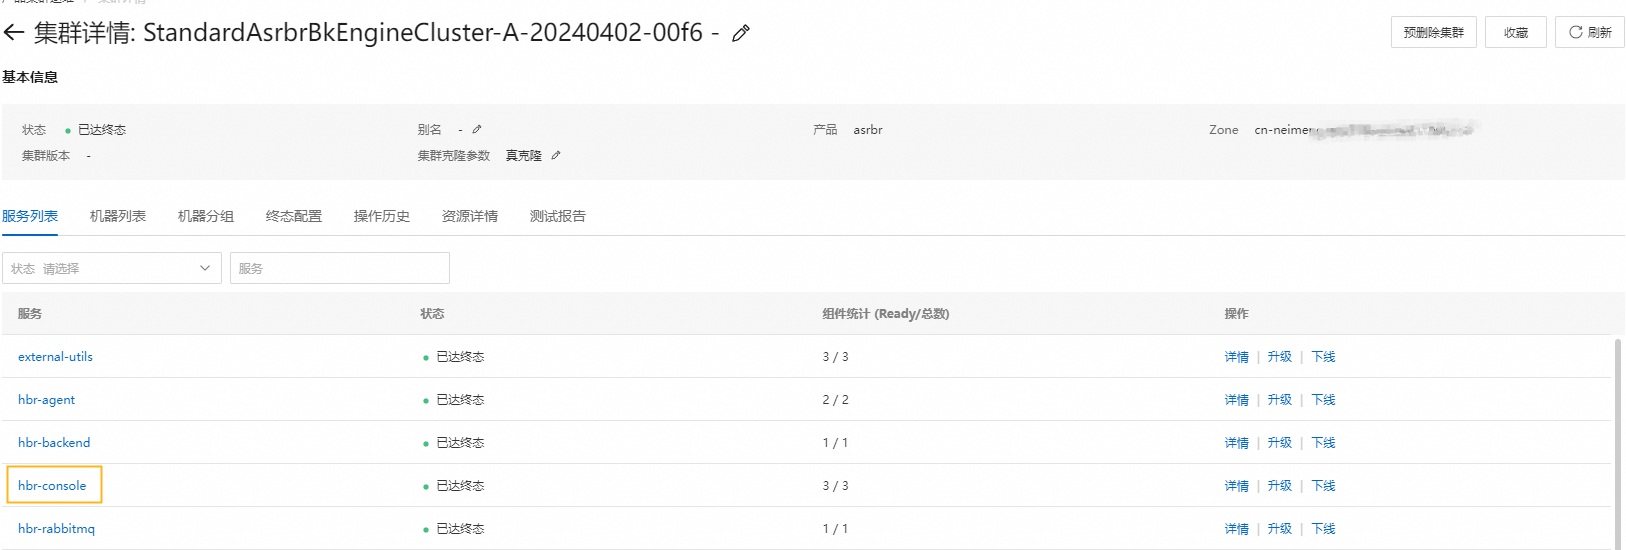 集群详情: StandardAsrbrBkEngineCluster-A-20240402-00f6 -
预删除集群 收藏 刷新
基本信息
状态 已达终态 别名 - 产品 asrbr Zone cn-neimen
集群版本 - 集群克隆参数 真克隆
服务列表 机器列表 机器分组 终态配置 操作历史 资源详情 测试报告
状态 请选择 服务
服务 状态 组件统计 (Ready/总数) 操作
external-utils 已达终态 3 / 3 详情 | 升级 | 下线
hbr-agent 已达终态 2 / 2 详情 | 升级 | 下线
hbr-backend 已达终态 1 / 1 详情 | 升级 | 下线
hbr-console 已达终态 3 / 3 详情 | 升级 | 下线
hbr-rabbitmq 已达终态 1 / 1 详情 | 升级 | 下线